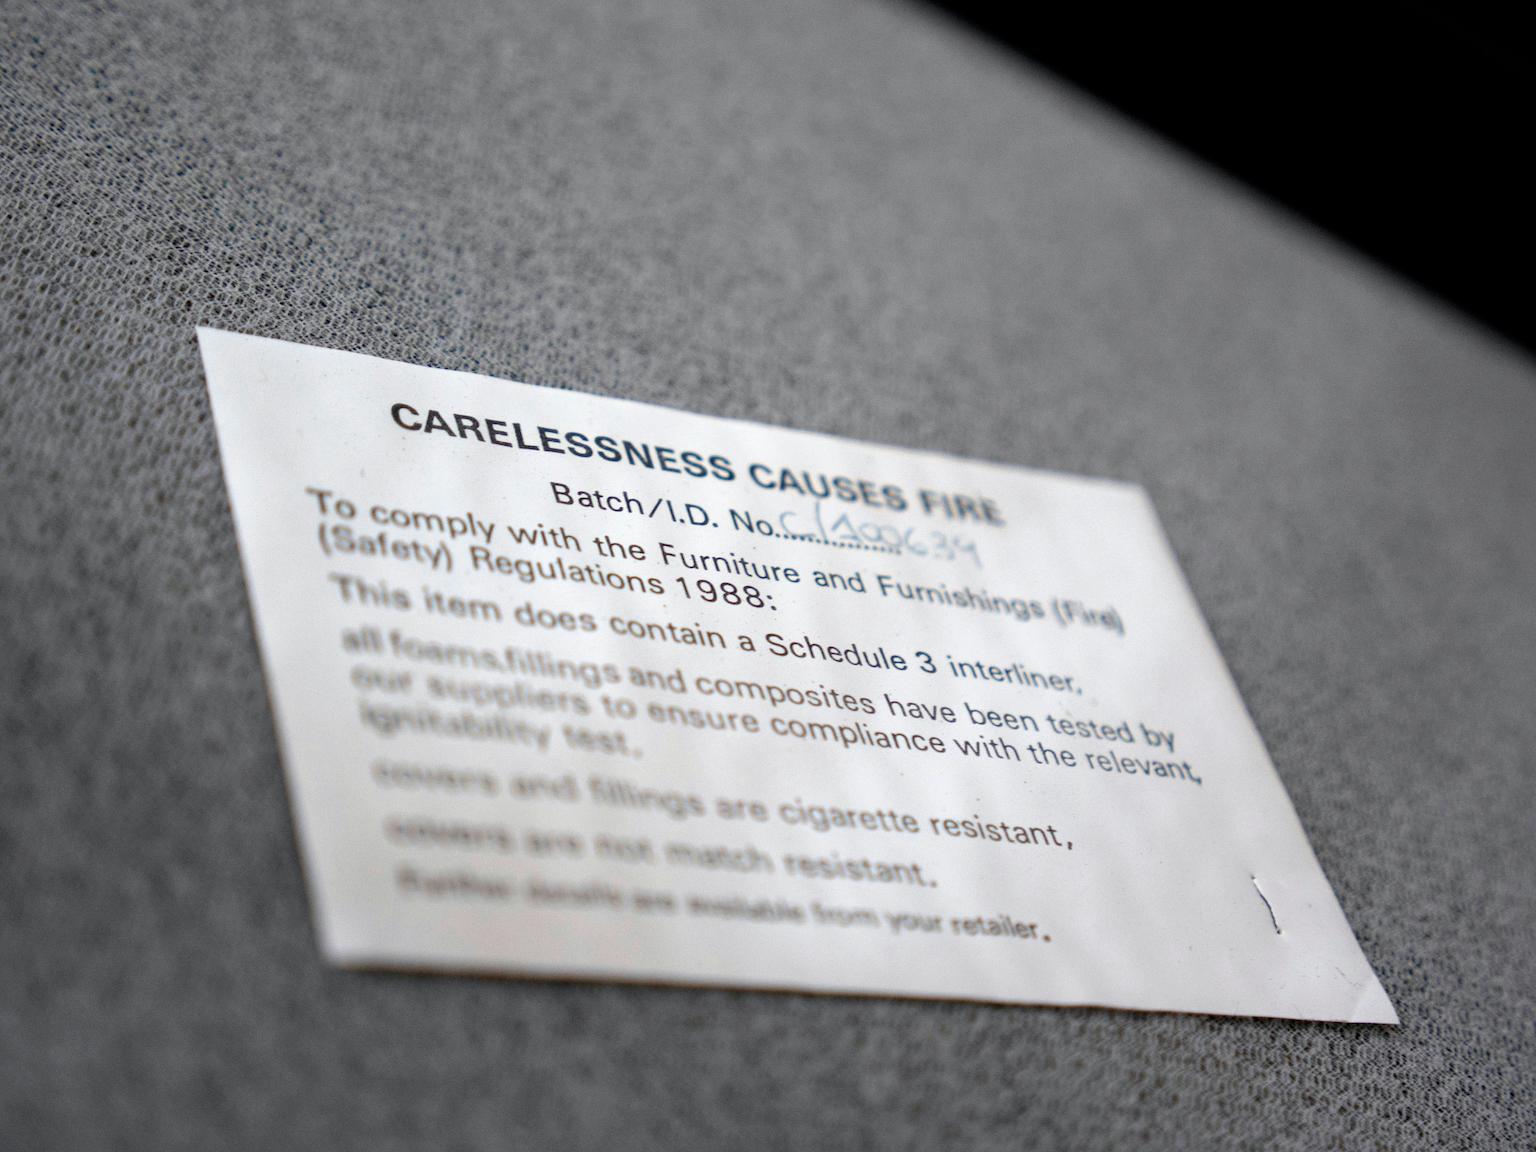 CARELESSNESS CAUSES FIRE
Batch/I.D. No. C/A00639
To comply with the Furniture and Furnishings (Fire)
(Safety) Regulations 1988:
This item does contain a Schedule 3 interliner,
all foams,fillings and composites have been tested by
our suppliers to ensure compliance with the relevant,
ignitability test.
covers and fillings are cigarette resistant,
covers are not match resistant.
Further details are available from your retailer.